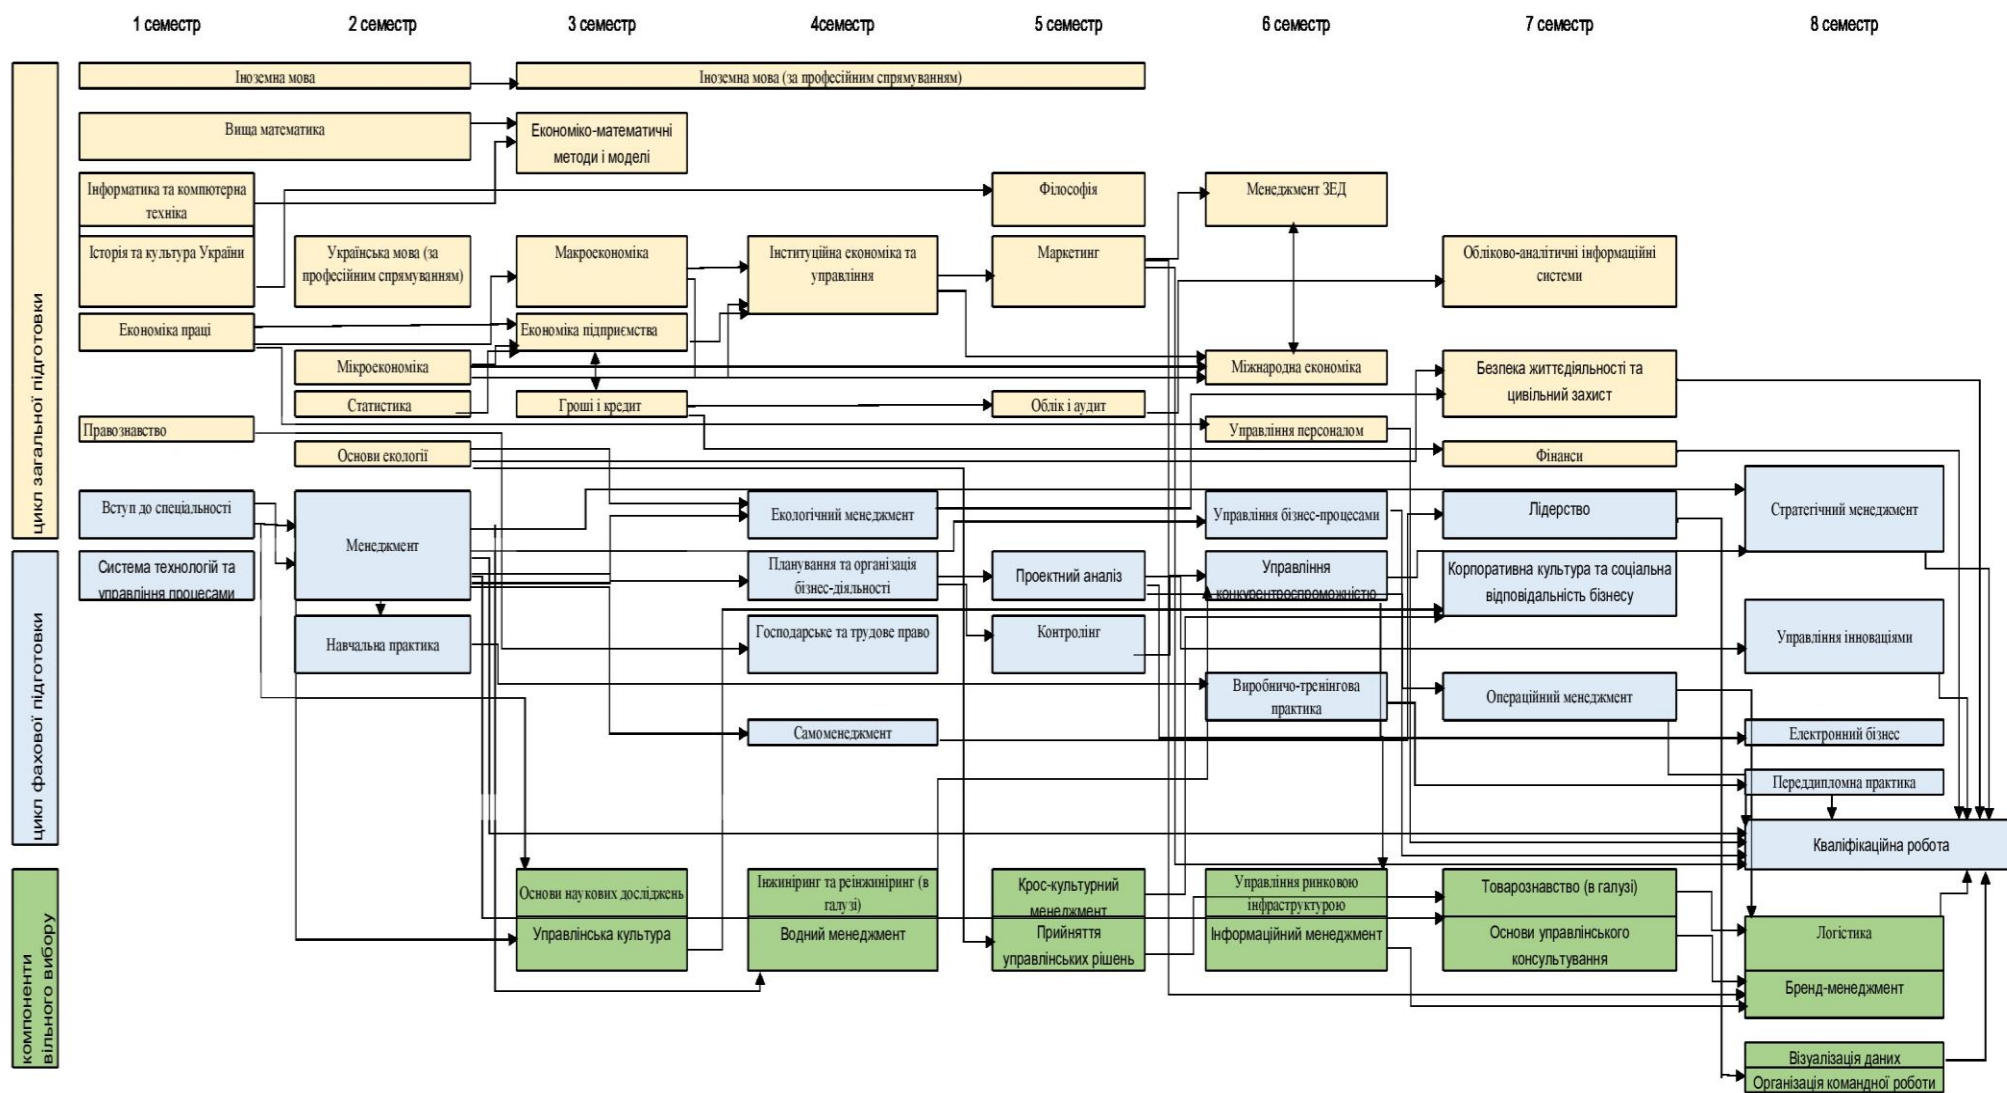 1 семестр
2 семестр
3 семестр
4семестр
5 семестр
6 семестр
7 семестр
8 семестр
цикл загальної підготовки
Іноземна мова
Іноземна мова (за професійним спрямуванням)
Вища математика
Економіко-математичні
методи і моделі
Інформатика та компютерна
техніка
Філософія
Менеджмент ЗЕД
Історія та культура України
Українська мова (за
професійним спрямуванням)
Макроекономіка
Інституційна економіка та
управління
Маркетинг
Обліково-аналітичні інформаційні
системи
Економіка праці
Економіка підприємства
Мікроекономіка
Міжнародна економіка
Безпека життєдіяльності та
цивільний захист
Статистика
Гроші і кредит
Облік і аудит
Правознавство
Управління персоналом
Основи екології
Фінанси
цикл фахової підготовки
Вступ до спеціальності
Менеджмент
Екологічний менеджмент
Управління бізнес-процесами
Лідерство
Стратегічний менеджмент
Система технологій та
управління процесами
Планування та організація
бізнес-діяльності
Проектний аналіз
Управління
конкурентроспроможністю
Корпоративна культура та соціальна
відповідальність бізнесу
Навчальна практика
Господарське та трудове право
Контролінг
Управління інноваціями
Виробничо-тренінгова
практика
Операційний менеджмент
Самоменеджмент
Електронний бізнес
Переддипломна практика
Кваліфікаційна робота
компоненти
вільного вибору
Основи наукових досліджень
Інжиніринг та реінжиніринг (в
галузі)
Крос-культурний
менеджмент
Управління ринковою
інфраструктурою
Товарознавство (в галузі)
Управлінська культура
Водний менеджмент
Прийняття
управлінських рішень
Інформаційний менеджмент
Основи управлінського
консультування
Логістика
Бренд-менеджмент
Візуалізація даних
Організація командної роботи